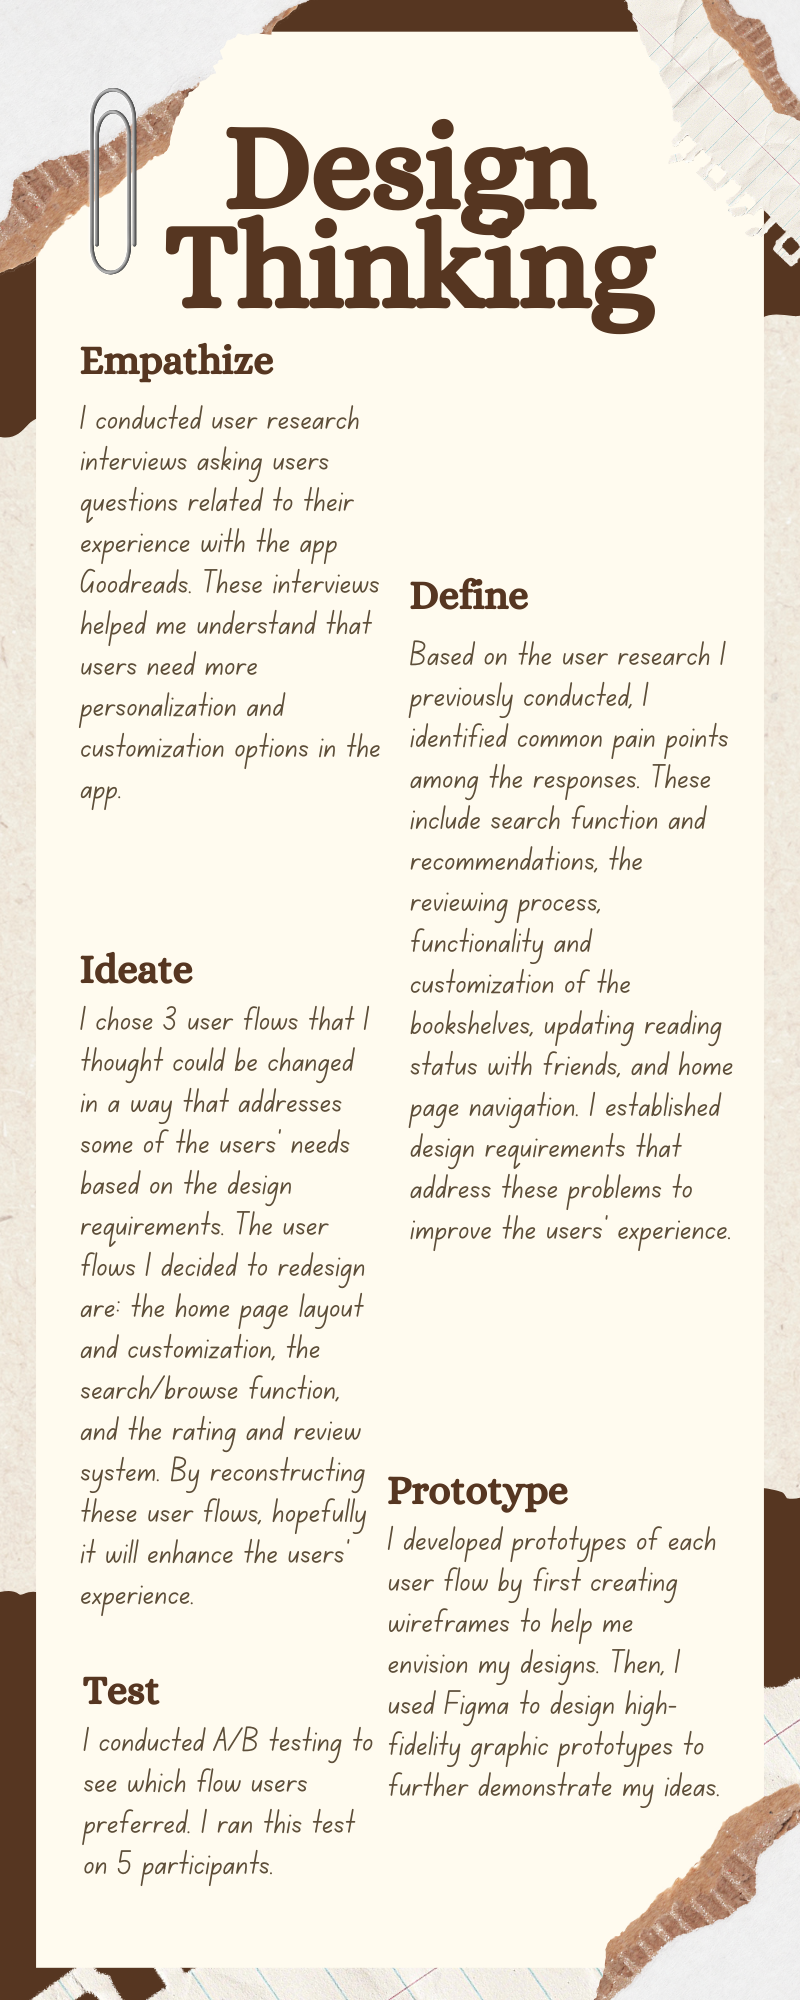 Design
Thinking
Empathize
I conducted user research
interviews asking users
questions related to their
experience with the app
Goodreads. These interviews
helped me understand that
users need more
personalization and
customization options in the
app.
Define
Based on the user research I
previously conducted, I
identified common pain points
among the responses. These
include search function and
recommendations, the
reviewing process,
functionality and
customization of the
bookshelves, updating reading
status with friends, and home
page navigation. I established
design requirements that
address these problems to
improve the users' experience.
Ideate
I chose 3 user flows that I
thought could be changed
in a way that addresses
some of the users' needs
based on the design
requirements. The user
flows I decided to redesign
are: the home page layout
and customization, the
search/browse function,
and the rating and review
system. By reconstructing
these user flows, hopefully
it will enhance the users'
experience.
Prototype
I developed prototypes of each
user flow by first creating
wireframes to help me
envision my designs. Then, I
used Figma to design high-
fidelity graphic prototypes to
further demonstrate my ideas.
Test
I conducted A/B testing to
see which flow users
preferred. I ran this test
on 5 participants.